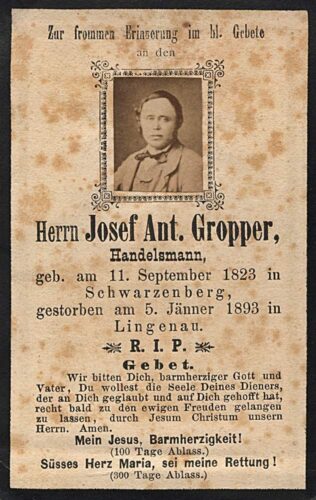 Zur frommen Erinerung im hl. Gebete
an den
Herrn Josef Ant. Gropper,
Handelsmann,
geb. am 11. September 1823 in
Schwarzenberg,
gestorben am 5. Jänner 1893 in
Lingenau.
R. I. P.
Gebet.
Wir bitten Dich, barmherziger Gott und
Vater, Du wollest die Seele Deines Dieners,
der an Dich geglaubt und auf Dich gehofft hat,
recht bald zu den ewigen Freuden gelangen
zu lassen, durch Jesum Christum unsern
Herrn. Amen.
Mein Jesus, Barmherzigkeit!
(100 Tage Ablass.)
Süsses Herz Maria, sei meine Rettung!
(300 Tage Ablass.)